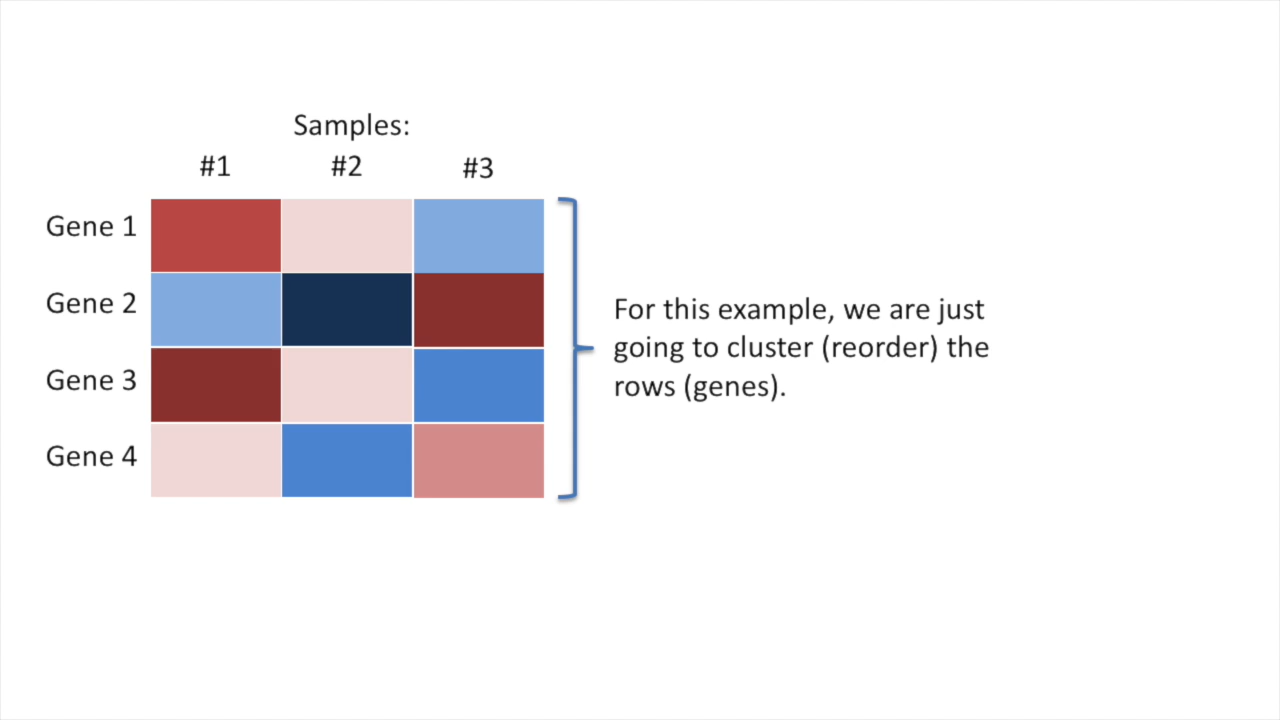 Samples:
#1 #2 #3
Gene 1
Gene 2
Gene 3
Gene 4
For this example, we are just
going to cluster (reorder) the
rows (genes).